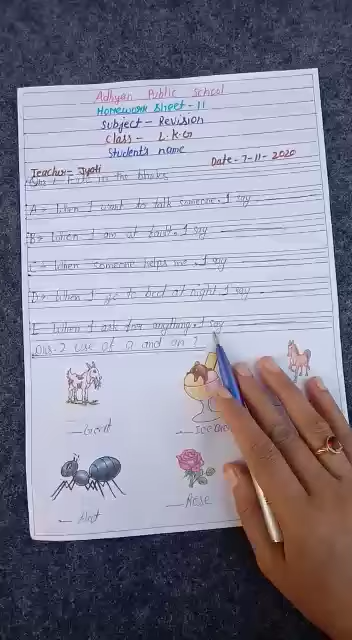 Adhyan Public School
Homework Sheet - 11
Subject - Revision
Class - L.K.G
Student's name
Teacher - Jyoti
Date - 7-11-2020
Qus-1 Fill in the blanks
A> When I want to talk someone. I say
B> When I am at fault. I say
C> When someone helps me. I say
D> When I go to bed at night I say.
E When I ask for anything. I say
Qus-2 use of a and an ?
Goat
Ice
Ant
Rose